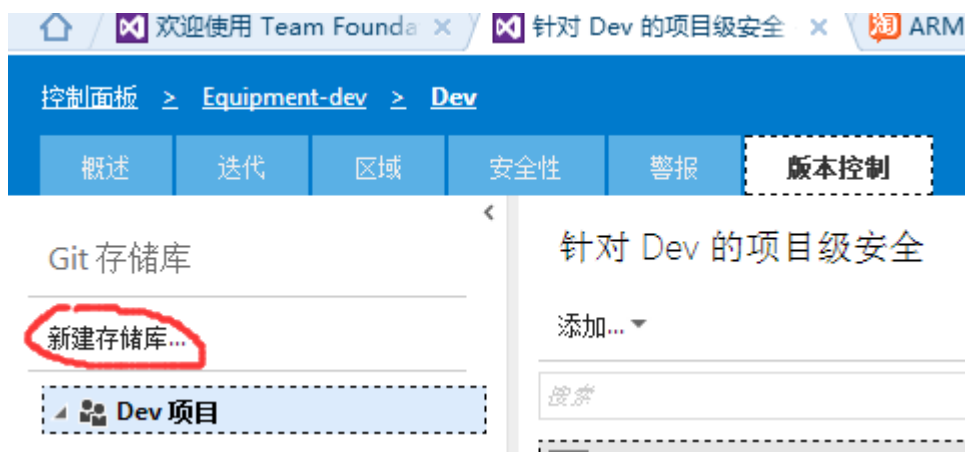 欢迎使用 Team Founda
针对 Dev 的项目级安全
ARM
控制面板 > Equipment-dev > Dev
概述 迭代 区域 安全性 警报 版本控制
Git 存储库
针对 Dev 的项目级安全
新建存储库...
添加...
搜索
Dev 项目